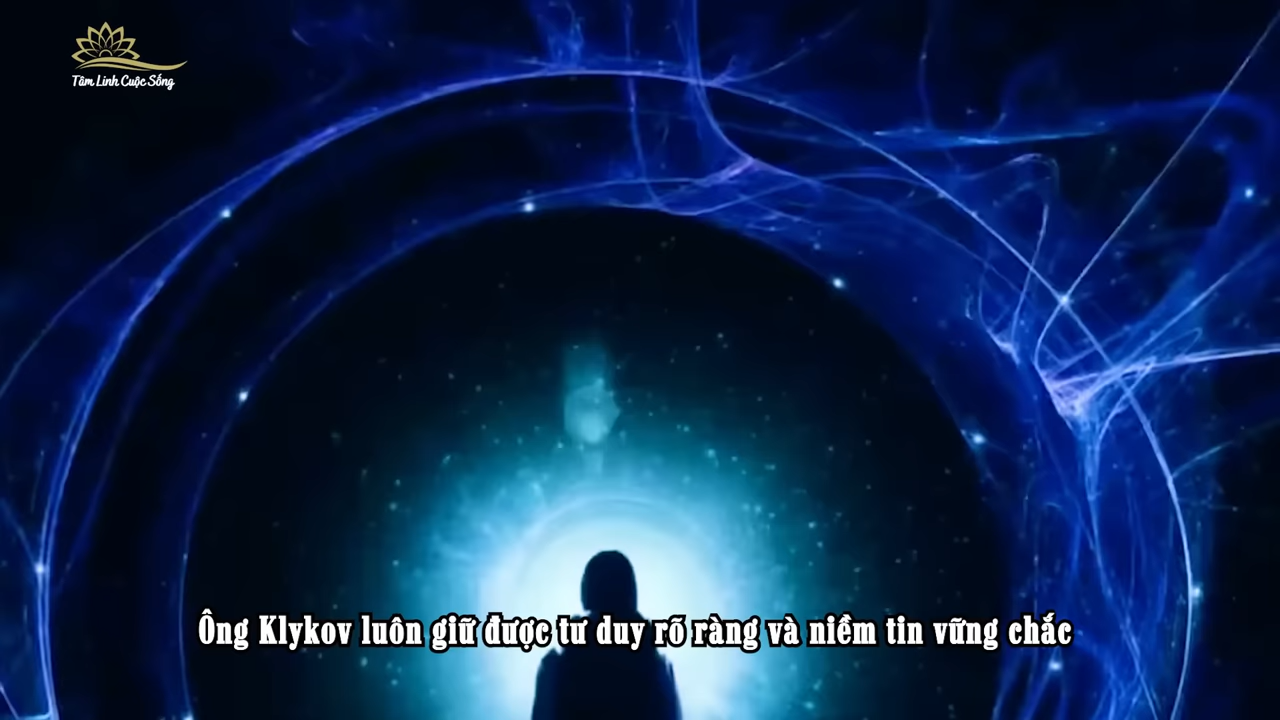 Tâm Linh Cuộc Sống
Ông Klykov luôn giữ được tư duy rõ ràng và niềm tin vững chắc